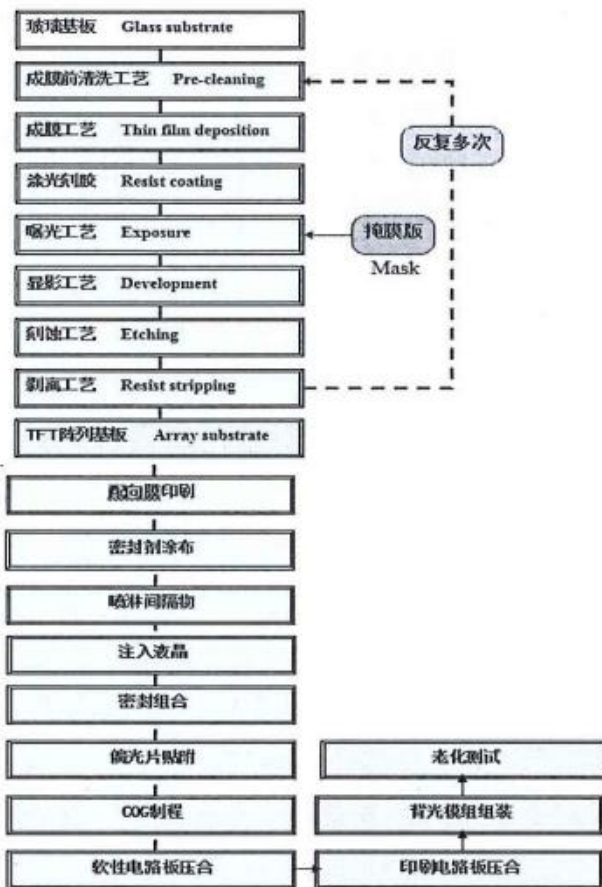 玻璃基板 Glass substrate
成膜前清洗工艺 Pre-cleaning
成膜工艺 Thin film deposition
反复多次
涂光刻胶 Resist coating
曝光工艺 Exposure
掩膜版
Mask
显影工艺 Development
刻蚀工艺 Etching
剥离工艺 Resist stripping
TFT阵列基板 Array substrate
配向膜印刷
密封剂涂布
喷淋间隔物
注入液晶
密封组合
偏光片贴附
老化测试
COG制程
背光模组组装
软性电路板压合
印刷电路板压合